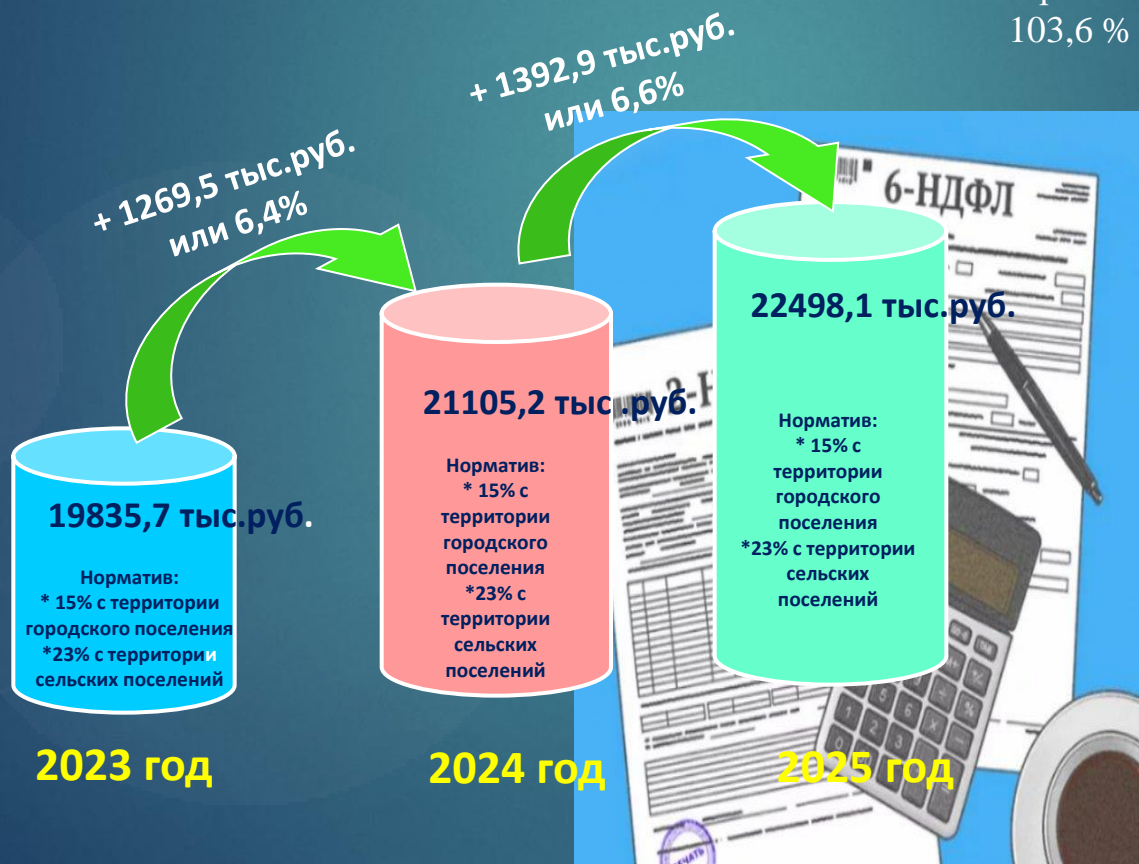 103,6 %
+ 1392,9 тыс.руб.
или 6,6%
+ 1269,5 тыс.руб.
или 6,4%
6-НДФЛ
22498,1 тыс.руб.
Норматив:
* 15% с
территории
городского
поселения
*23% с территории
сельских
поселений
21105,2 тыс .руб.
Норматив:
* 15% с
территории
городского
поселения
*23% с
территории
сельских
поселений
19835,7 тыс.руб.
Норматив:
* 15% с территории
городского поселения
*23% с территории
сельских поселений
2023 год
2024 год
2025 год